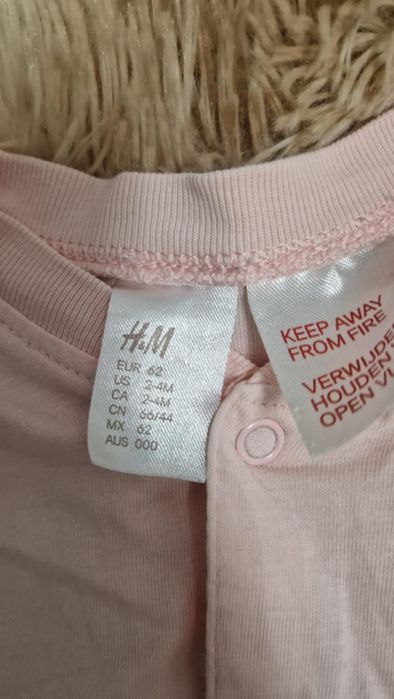 H&M
EUR 62
US 2-4M
CA 2-4M
CN 66/44
MX 62
AUS 000
KEEP AWAY
FROM FIRE
HOUDEN
OPEN